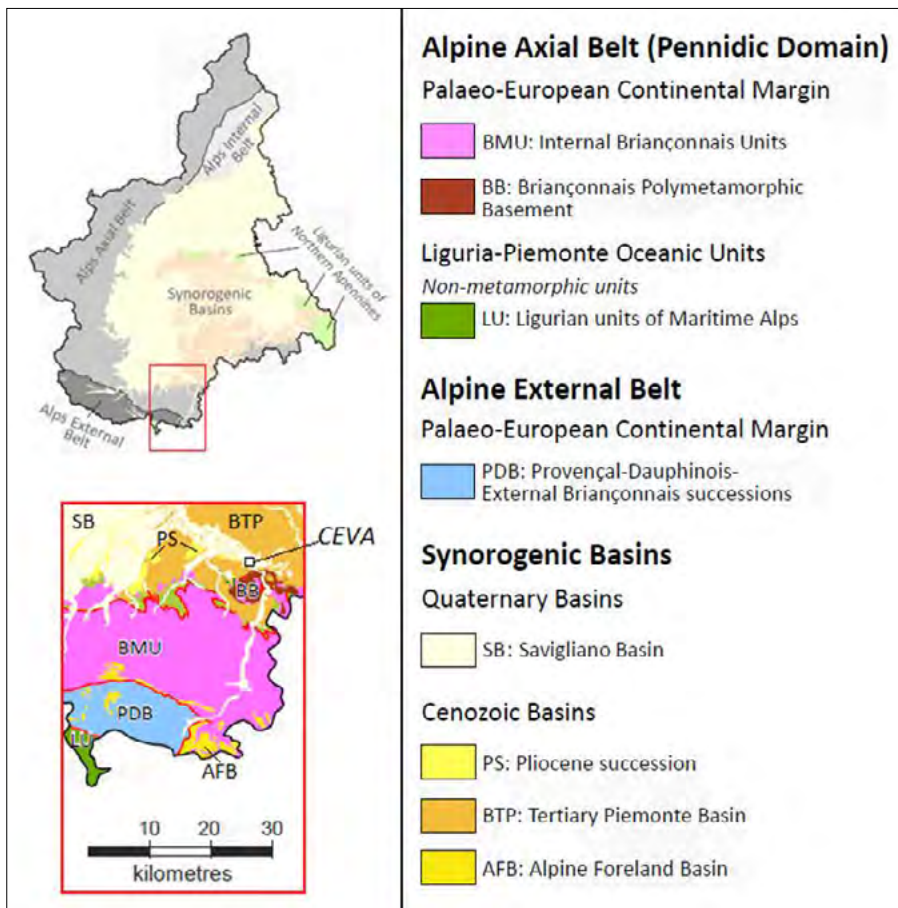 Alps Internal
Belt
Alps Axial Belt
Ligurian units of
Northern Apennines
Synorogenic
Basins
Alps External
Belt
SB
BTP
PS
CEVA
BB
BMU
PDB
LU
AFB
10 20 30
kilometres
Alpine Axial Belt (Pennidic Domain)
Palaeo-European Continental Margin
BMU: Internal Briançonnais Units
BB: Briançonnais Polymetamorphic
Basement
Liguria-Piemonte Oceanic Units
Non-metamorphic units
LU: Ligurian units of Maritime Alps
Alpine External Belt
Palaeo-European Continental Margin
PDB: Provençal-Dauphinois-
External Briançonnais successions
Synorogenic Basins
Quaternary Basins
SB: Savigliano Basin
Cenozoic Basins
PS: Pliocene succession
BTP: Tertiary Piemonte Basin
AFB: Alpine Foreland Basin